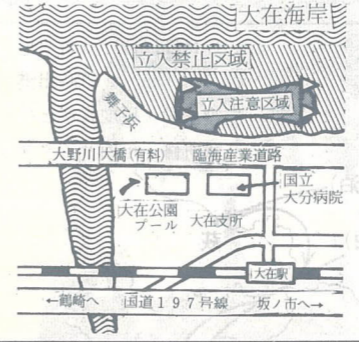 大在海岸
立入禁止区域
立入注意区域
舞子浜
大野川
大橋(有料)
臨海産業道路
国立
大分病院
大在公園
プール
大在支所
大在駅
←鶴崎へ
国道197号線
坂ノ市へ→